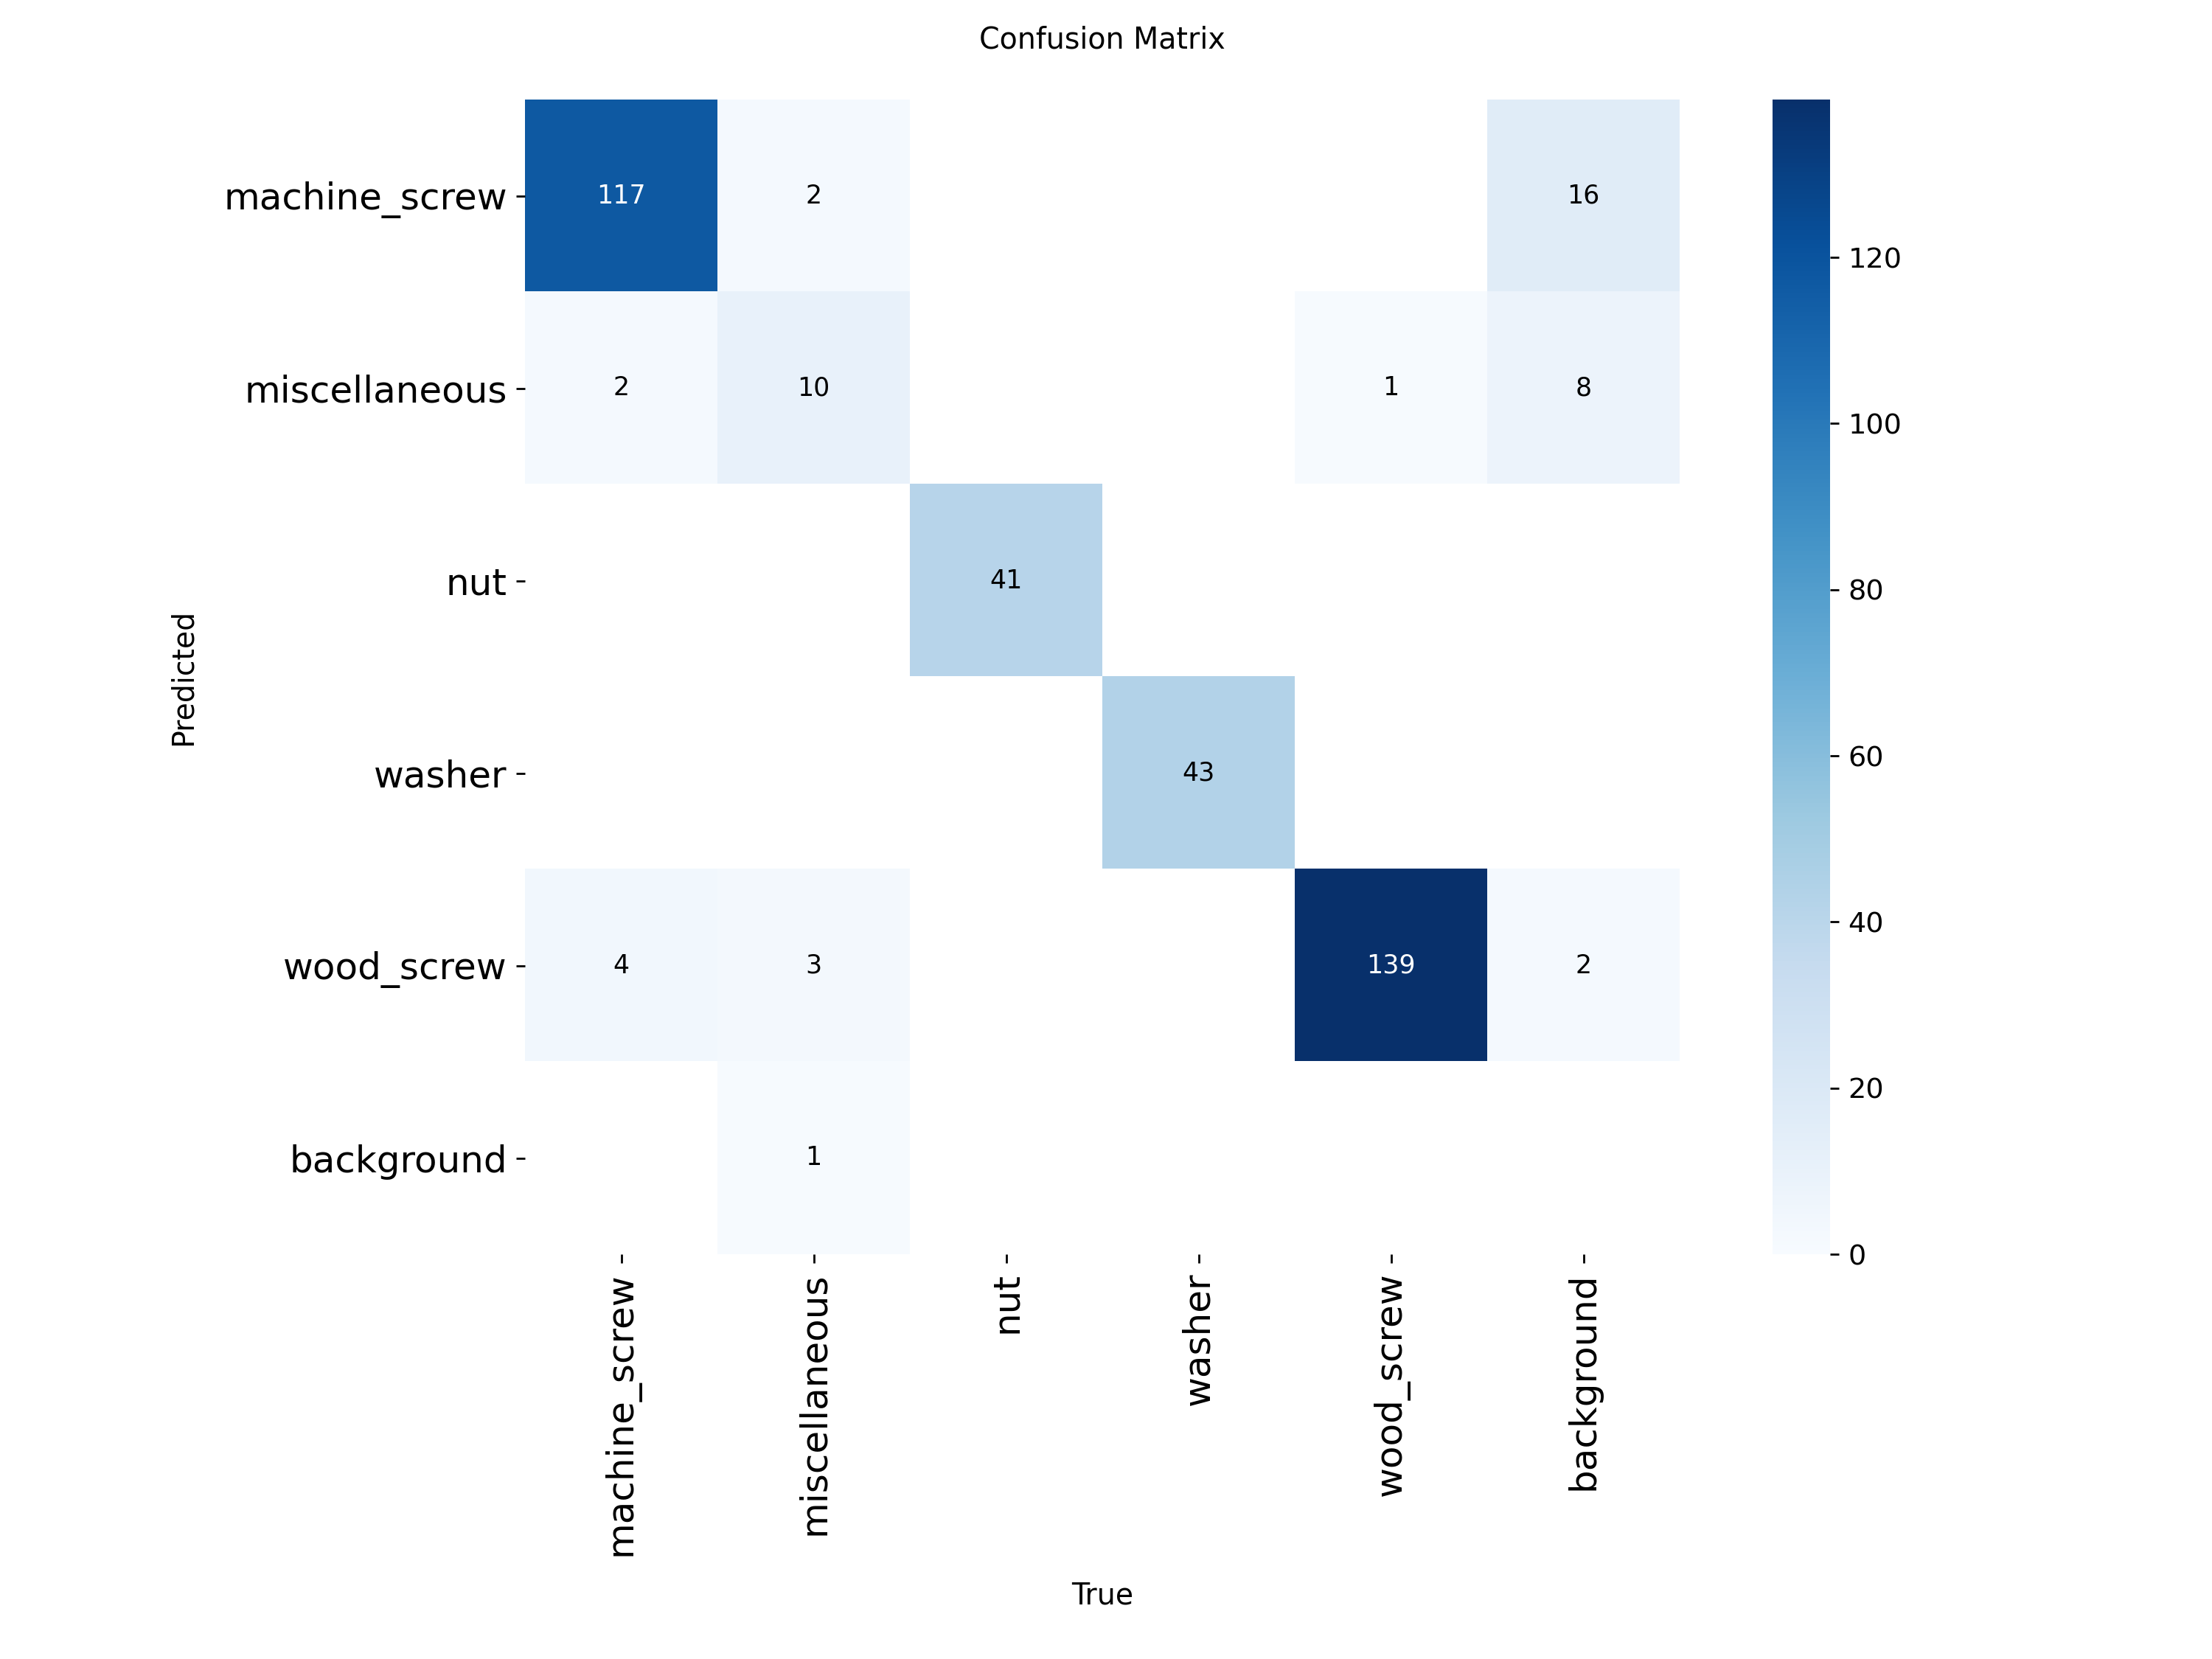 Confusion Matrix
machine_screw 117 2 16
miscellaneous 2 10 1 8
nut 41
washer 43
wood_screw 4 3 139 2
background 1
Predicted
machine_screw
miscellaneous
nut
washer
wood_screw
background
True
120
100
80
60
40
20
0